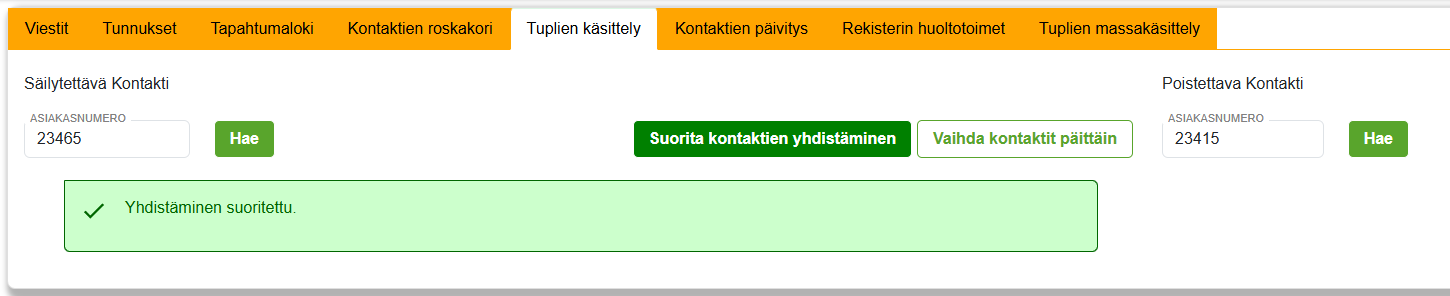 Viestit Tunnukset Tapahtumaloki Kontaktien roskakori Tuplien käsittely Kontaktien päivitys Rekisterin huoltotoimet Tuplien massakäsittely
Säilytettävä Kontakti Poistettava Kontakti
ASIAKASNUMERO ASIAKASNUMERO
23465 Hae Suorita kontaktien yhdistäminen Vaihda kontaktit päittäin 23415 Hae
Yhdistäminen suoritettu.